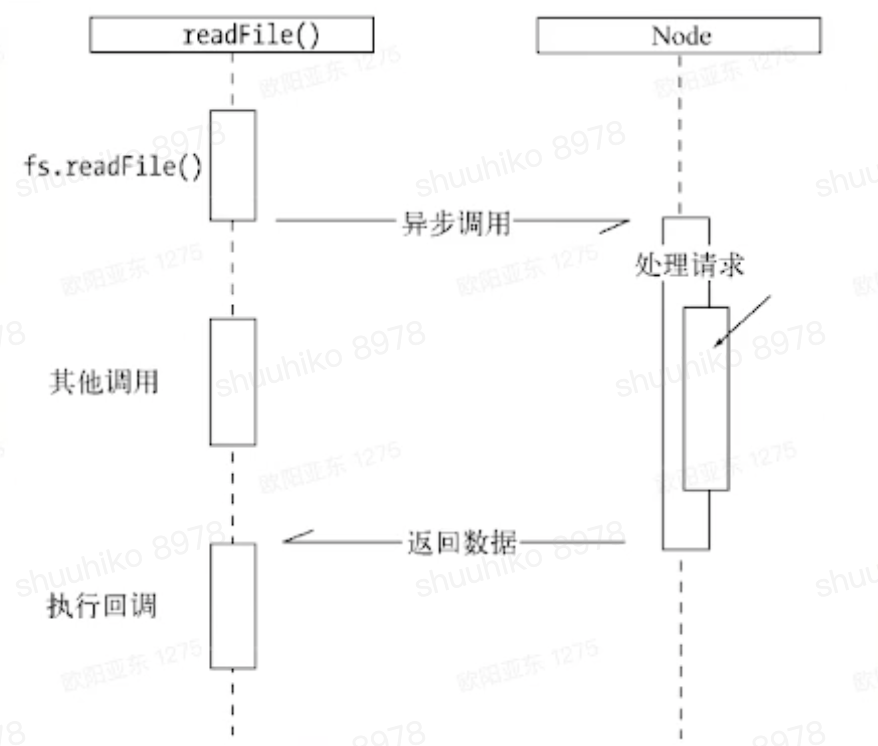 readFile()
Node
fs.readFile()
异步调用
处理请求
其他调用
返回数据
执行回调
欧阳亚东 1275
shuuhiko 8978